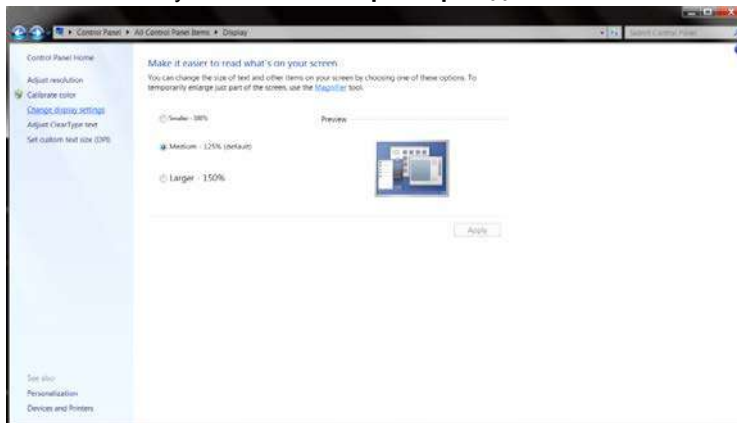 Control Panel ▸ All Control Panel Items ▸ Display
Search Control Panel
Control Panel Home
Adjust resolution
Calibrate color
Change display settings
Adjust ClearType text
Set custom text size (DPI)
See also
Personalization
Devices and Printers
Make it easier to read what's on your screen
You can change the size of text and other items on your screen by choosing one of these options. To
temporarily enlarge just part of the screen, use the Magnifier tool.
Smaller - 100%
Preview
Medium - 125% (default)
Larger - 150%
Apply